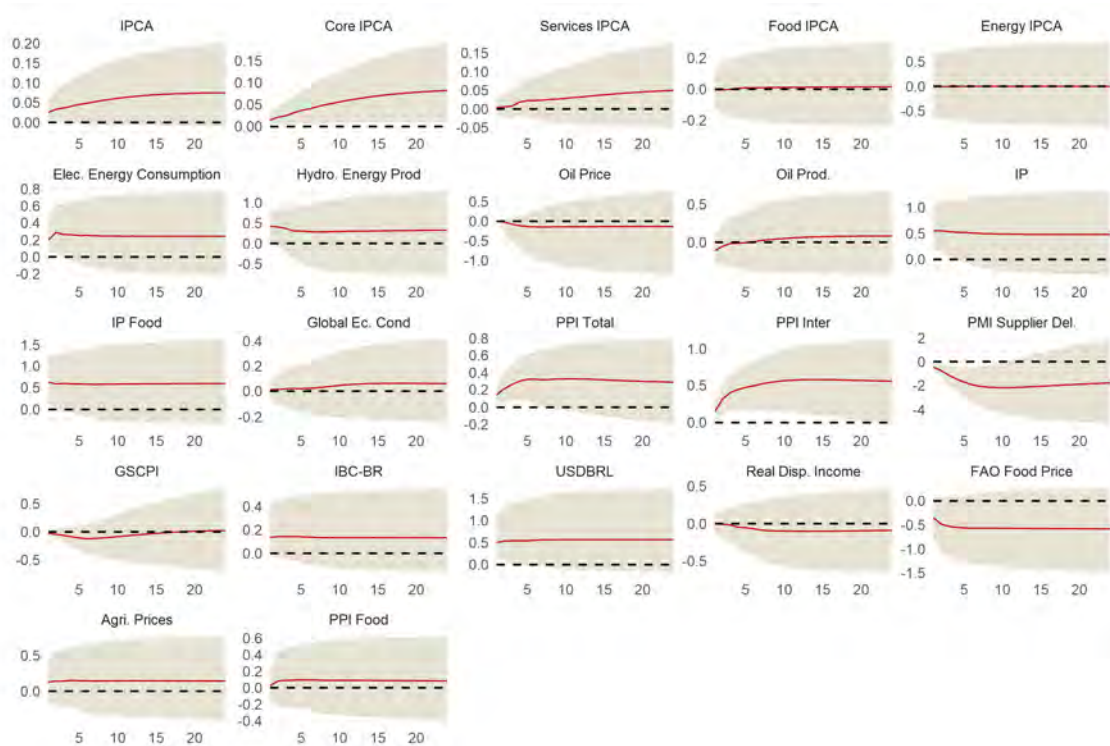 IPCA Core IPCA Services IPCA Food IPCA Energy IPCA
0.20 0.15 0.10 0.05 0.00
0.15 0.10 0.05 0.00
0.15 0.10 0.05 0.00 -0.05
0.2 0.0 -0.2
0.5 0.0 -0.5
5 10 15 20 5 10 15 20 5 10 15 20 5 10 15 20 5 10 15 20
Elec. Energy Consumption Hydro. Energy Prod Oil Price Oil Prod. IP
0.8 0.6 0.4 0.2 0.0 -0.2
1.0 0.5 0.0 -0.5
0.5 0.0 -0.5 -1.0
0.5 0.0
1.0 0.5 0.0
5 10 15 20 5 10 15 20 5 10 15 20 5 10 15 20 5 10 15 20
IP Food Global Ec. Cond PPI Total PPI Inter PMI Supplier Del.
1.5 1.0 0.5 0.0
0.4 0.2 0.0 -0.2
0.8 0.6 0.4 0.2 0.0 -0.2
1.0 0.5 0.0
2 0 -2 -4
5 10 15 20 5 10 15 20 5 10 15 20 5 10 15 20 5 10 15 20
GSCPI IBC-BR USDBRL Real Disp. Income FAO Food Price
0.5 0.0 -0.5
0.4 0.2 0.0
1.5 1.0 0.5 0.0
0.5 0.0 -0.5
0.0 -0.5 -1.0 -1.5
5 10 15 20 5 10 15 20 5 10 15 20 5 10 15 20 5 10 15 20
Agri. Prices PPI Food
0.5 0.0
0.6 0.4 0.2 0.0 -0.2 -0.4
5 10 15 20 5 10 15 20